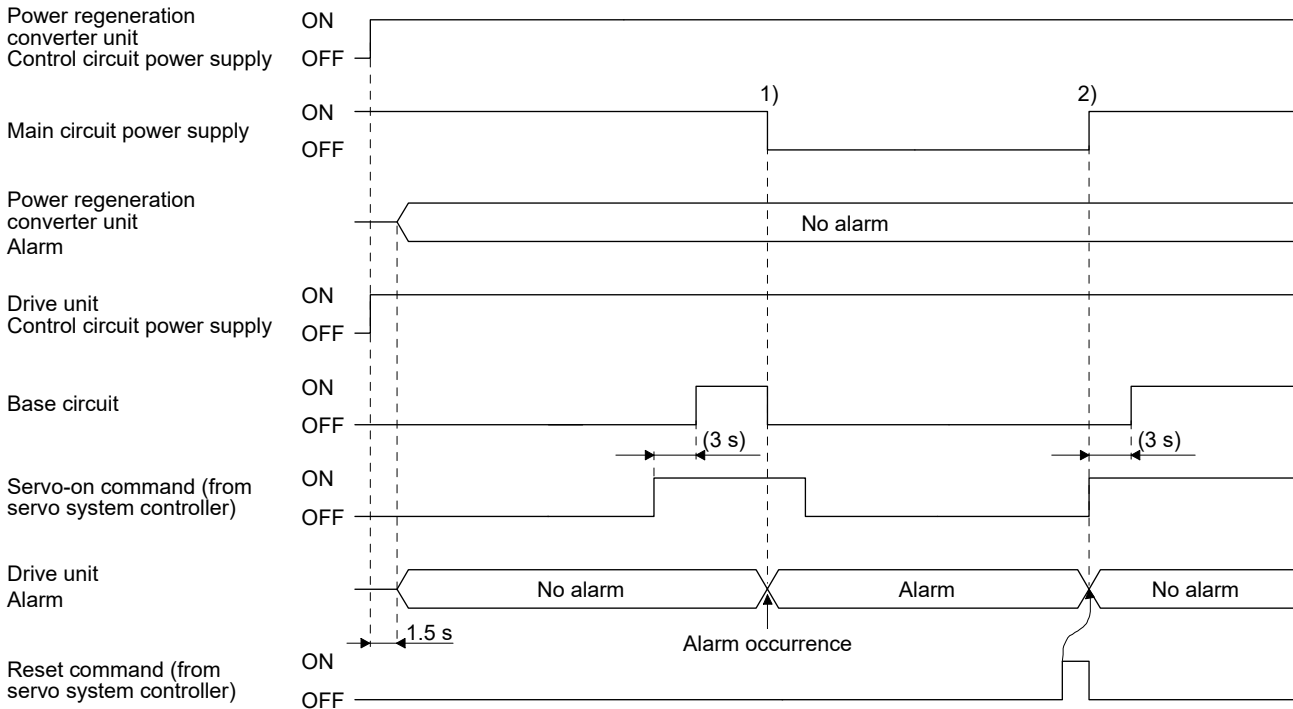 Power regeneration
converter unit
Control circuit power supply
ON
OFF
Main circuit power supply
ON
OFF
1)
2)
Power regeneration
converter unit
Alarm
No alarm
Drive unit
Control circuit power supply
ON
OFF
Base circuit
ON
OFF
(3 s)
(3 s)
Servo-on command (from
servo system controller)
ON
OFF
Drive unit
Alarm
No alarm
Alarm
No alarm
1.5 s
Alarm occurrence
Reset command (from
servo system controller)
ON
OFF